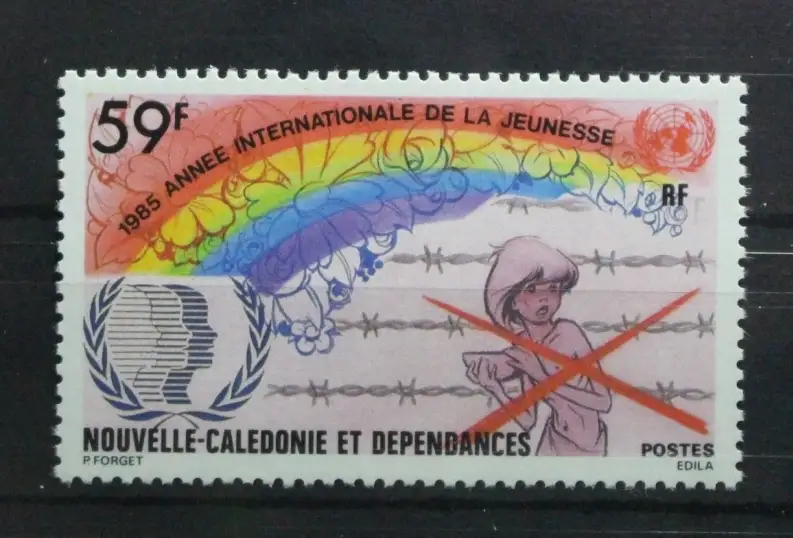 59F
1985 ANNEE INTERNATIONALE DE LA JEUNESSE
RF
NOUVELLE-CALEDONIE ET DEPENDANCES
POSTES
P. FORGET
EDILA